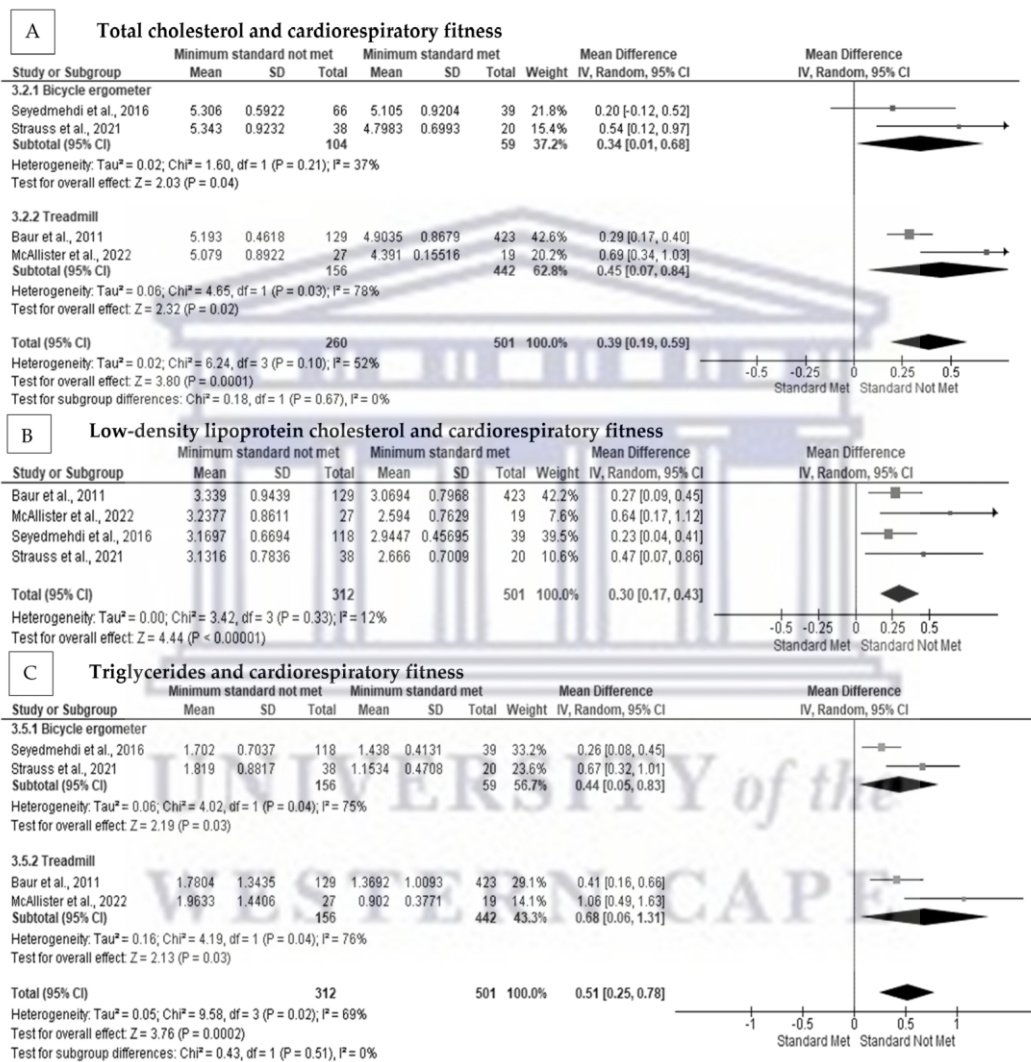 A Total cholesterol and cardiorespiratory fitness
Minimum standard not met Minimum standard met Mean Difference Mean Difference
Study or Subgroup Mean SD Total Mean SD Total Weight IV, Random, 95% CI IV, Random, 95% CI
3.2.1 Bicycle ergometer
Seyedmehdi et al., 2016 5.306 0.5922 66 5.105 0.9204 39 21.8% 0.20 [-0.12, 0.52]
Strauss et al., 2021 5.343 0.9232 38 4.7983 0.6993 20 15.4% 0.54 [0.12, 0.97]
Subtotal (95% CI) 104 59 37.2% 0.34 [0.01, 0.68]
Heterogeneity: Tau² = 0.02; Chi² = 1.60, df = 1 (P = 0.21); I² = 37%
Test for overall effect: Z = 2.03 (P = 0.04)
3.2.2 Treadmill
Baur et al., 2011 5.193 0.4618 129 4.9035 0.8679 423 42.6% 0.29 [0.17, 0.40]
McAllister et al., 2022 5.079 0.8922 27 4.391 0.15516 19 20.2% 0.69 [0.34, 1.03]
Subtotal (95% CI) 156 442 62.8% 0.45 [0.07, 0.84]
Heterogeneity: Tau² = 0.06; Chi² = 4.65, df = 1 (P = 0.03); I² = 78%
Test for overall effect: Z = 2.32 (P = 0.02)
Total (95% CI) 260 501 100.0% 0.39 [0.19, 0.59]
Heterogeneity: Tau² = 0.02; Chi² = 6.24, df = 3 (P = 0.10); I² = 52%
Test for overall effect: Z = 3.80 (P = 0.0001)
Test for subgroup differences: Chi² = 0.18, df = 1 (P = 0.67), I² = 0%
-0.5 -0.25 0 0.25 0.5
Standard Met Standard Not Met
B Low-density lipoprotein cholesterol and cardiorespiratory fitness
Minimum standard not met Minimum standard met Mean Difference Mean Difference
Study or Subgroup Mean SD Total Mean SD Total Weight IV, Random, 95% CI IV, Random, 95% CI
Baur et al., 2011 3.339 0.9439 129 3.0694 0.7968 423 42.2% 0.27 [0.09, 0.45]
McAllister et al., 2022 3.2377 0.8611 27 2.594 0.7629 19 7.6% 0.64 [0.17, 1.12]
Seyedmehdi et al., 2016 3.1697 0.6694 118 2.9447 0.45695 39 39.5% 0.23 [0.04, 0.41]
Strauss et al., 2021 3.1316 0.7836 38 2.666 0.7009 20 10.6% 0.47 [0.07, 0.86]
Total (95% CI) 312 501 100.0% 0.30 [0.17, 0.43]
Heterogeneity: Tau² = 0.00; Chi² = 3.42, df = 3 (P = 0.33); I² = 12%
Test for overall effect: Z = 4.44 (P < 0.00001)
-0.5 -0.25 0 0.25 0.5
Standard Met Standard Not Met
C Triglycerides and cardiorespiratory fitness
Minimum standard not met Minimum standard met Mean Difference Mean Difference
Study or Subgroup Mean SD Total Mean SD Total Weight IV, Random, 95% CI IV, Random, 95% CI
3.5.1 Bicycle ergometer
Seyedmehdi et al., 2016 1.702 0.7037 118 1.438 0.4131 39 33.2% 0.26 [0.08, 0.45]
Strauss et al., 2021 1.819 0.8817 38 1.1534 0.4708 20 23.6% 0.67 [0.32, 1.01]
Subtotal (95% CI) 156 59 56.7% 0.44 [0.05, 0.83]
Heterogeneity: Tau² = 0.06; Chi² = 4.02, df = 1 (P = 0.04); I² = 75%
Test for overall effect: Z = 2.19 (P = 0.03)
3.5.2 Treadmill
Baur et al., 2011 1.7804 1.3435 129 1.3692 1.0093 423 29.1% 0.41 [0.16, 0.66]
McAllister et al., 2022 1.9633 1.4406 27 0.902 0.3771 19 14.1% 1.06 [0.49, 1.63]
Subtotal (95% CI) 156 442 43.3% 0.68 [0.06, 1.31]
Heterogeneity: Tau² = 0.16; Chi² = 4.19, df = 1 (P = 0.04); I² = 76%
Test for overall effect: Z = 2.13 (P = 0.03)
Total (95% CI) 312 501 100.0% 0.51 [0.25, 0.78]
Heterogeneity: Tau² = 0.05; Chi² = 9.58, df = 3 (P = 0.02); I² = 69%
Test for overall effect: Z = 3.76 (P = 0.0002)
Test for subgroup differences: Chi² = 0.43, df = 1 (P = 0.51), I² = 0%
-1 -0.5 0 0.5 1
Standard Met Standard Not Met
UNIVERSITY of the
WESTERN CAPE